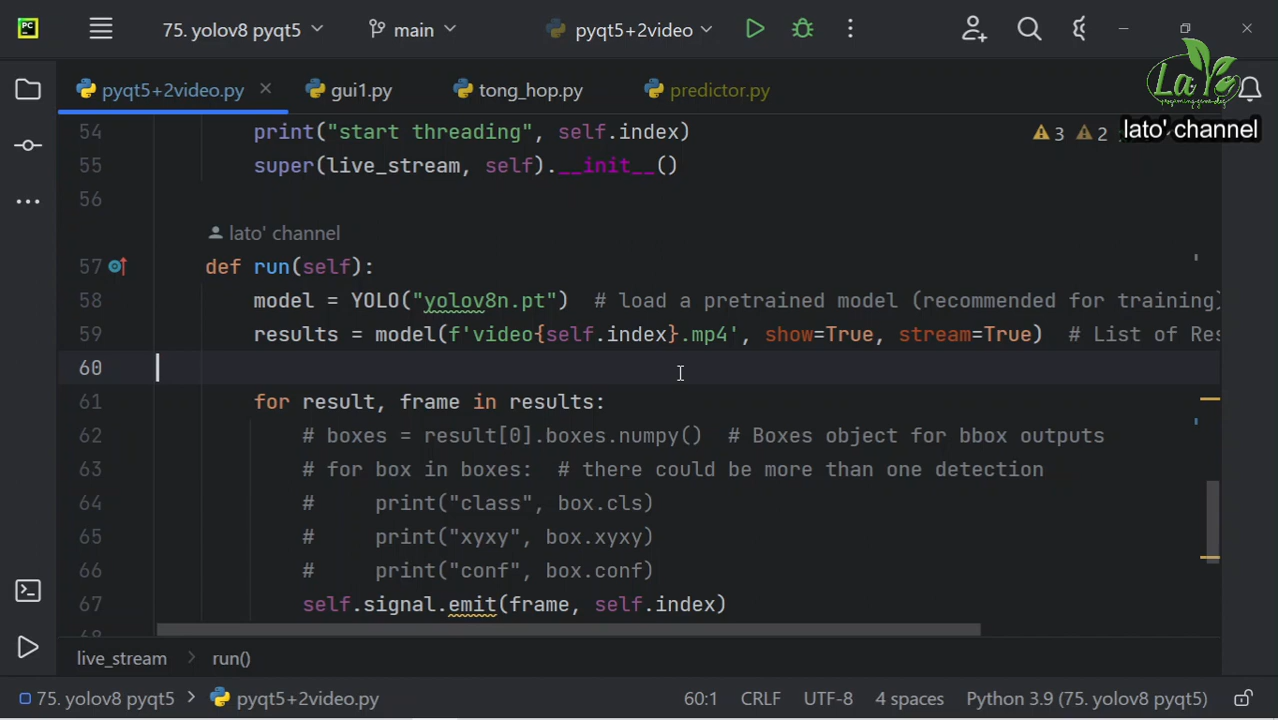 PC
75. yolov8 pyqt5
main
pyqt5+2video
pyqt5+2video.py
gui1.py
tong_hop.py
predictor.py
lato' channel
3
2
54 print("start threading", self.index)
55 super(live_stream, self).__init__()
56
lato' channel
57 def run(self):
58 model = YOLO("yolov8n.pt") # load a pretrained model (recommended for training)
59 results = model(f'video{self.index}.mp4', show=True, stream=True) # List of Res
60
61 for result, frame in results:
62 # boxes = result[0].boxes.numpy() # Boxes object for bbox outputs
63 # for box in boxes: # there could be more than one detection
64 # print("class", box.cls)
65 # print("xyxy", box.xyxy)
66 # print("conf", box.conf)
67 self.signal.emit(frame, self.index)
68
live_stream > run()
75. yolov8 pyqt5 > pyqt5+2video.py
60:1 CRLF UTF-8 4 spaces Python 3.9 (75. yolov8 pyqt5)